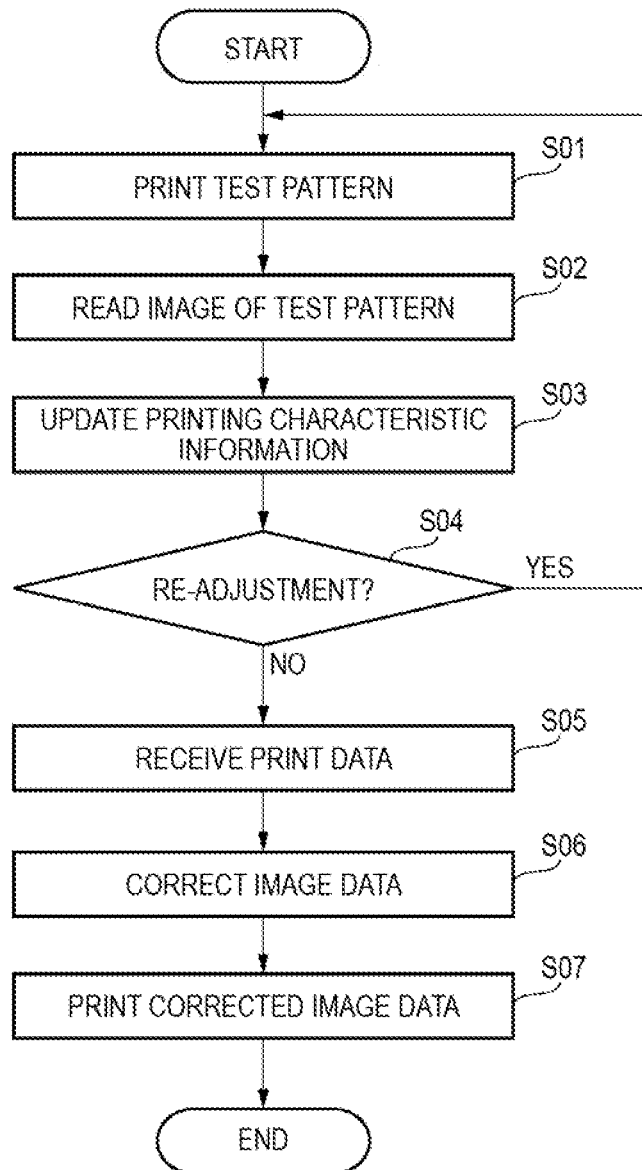 START
S01
PRINT TEST PATTERN
S02
READ IMAGE OF TEST PATTERN
S03
UPDATE PRINTING CHARACTERISTIC
INFORMATION
S04
RE-ADJUSTMENT?
YES
NO
S05
RECEIVE PRINT DATA
S06
CORRECT IMAGE DATA
S07
PRINT CORRECTED IMAGE DATA
END